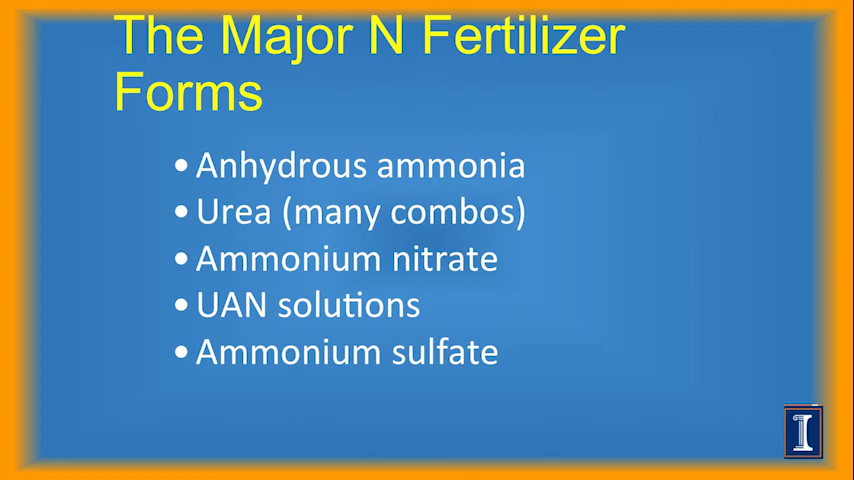 The Major N Fertilizer
Forms
• Anhydrous ammonia
• Urea (many combos)
• Ammonium nitrate
• UAN solutions
• Ammonium sulfate
I